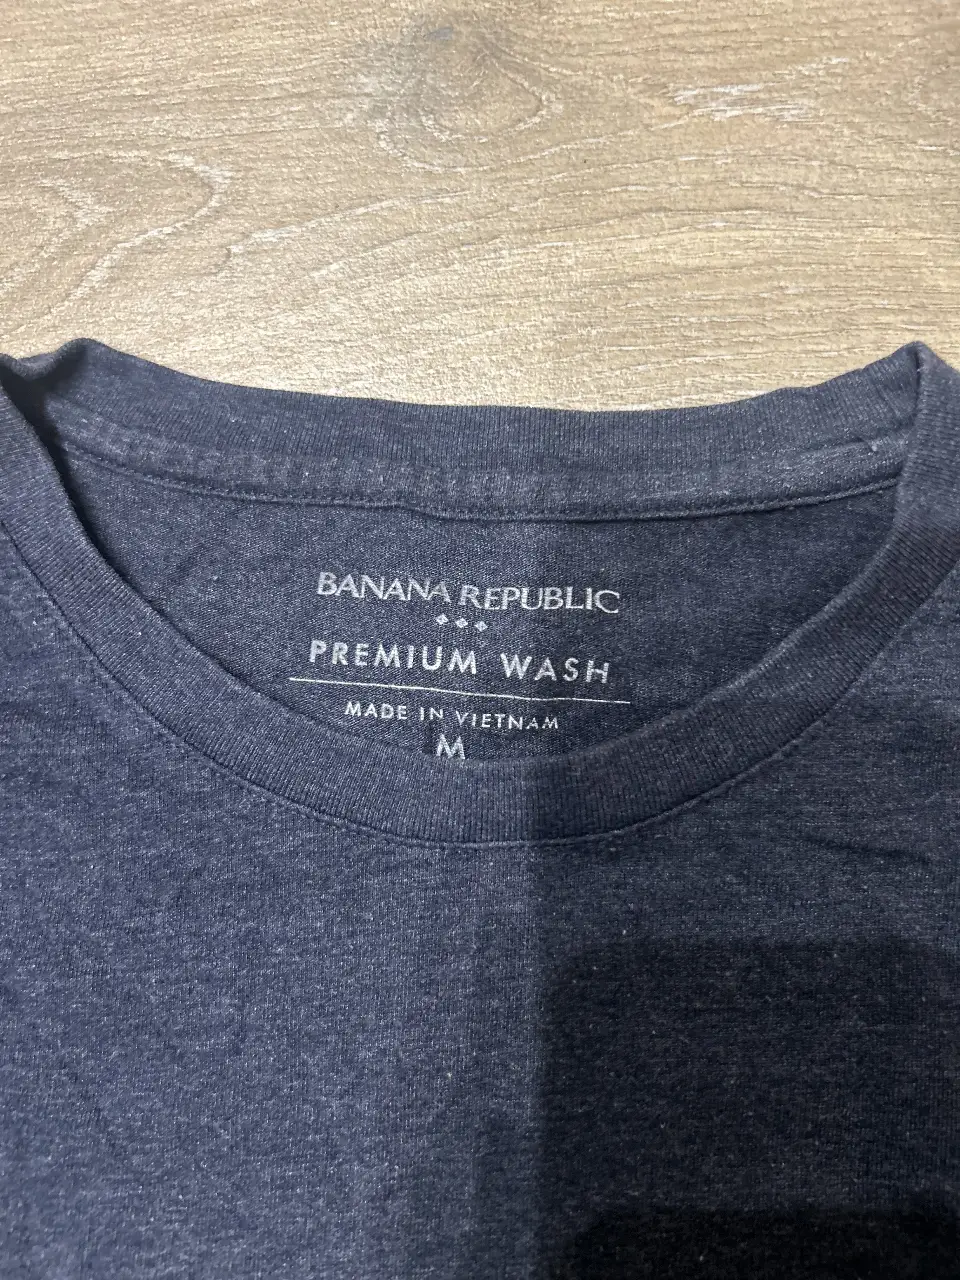 BANANA REPUBLIC
PREMIUM WASH
MADE IN VIETNAM
M